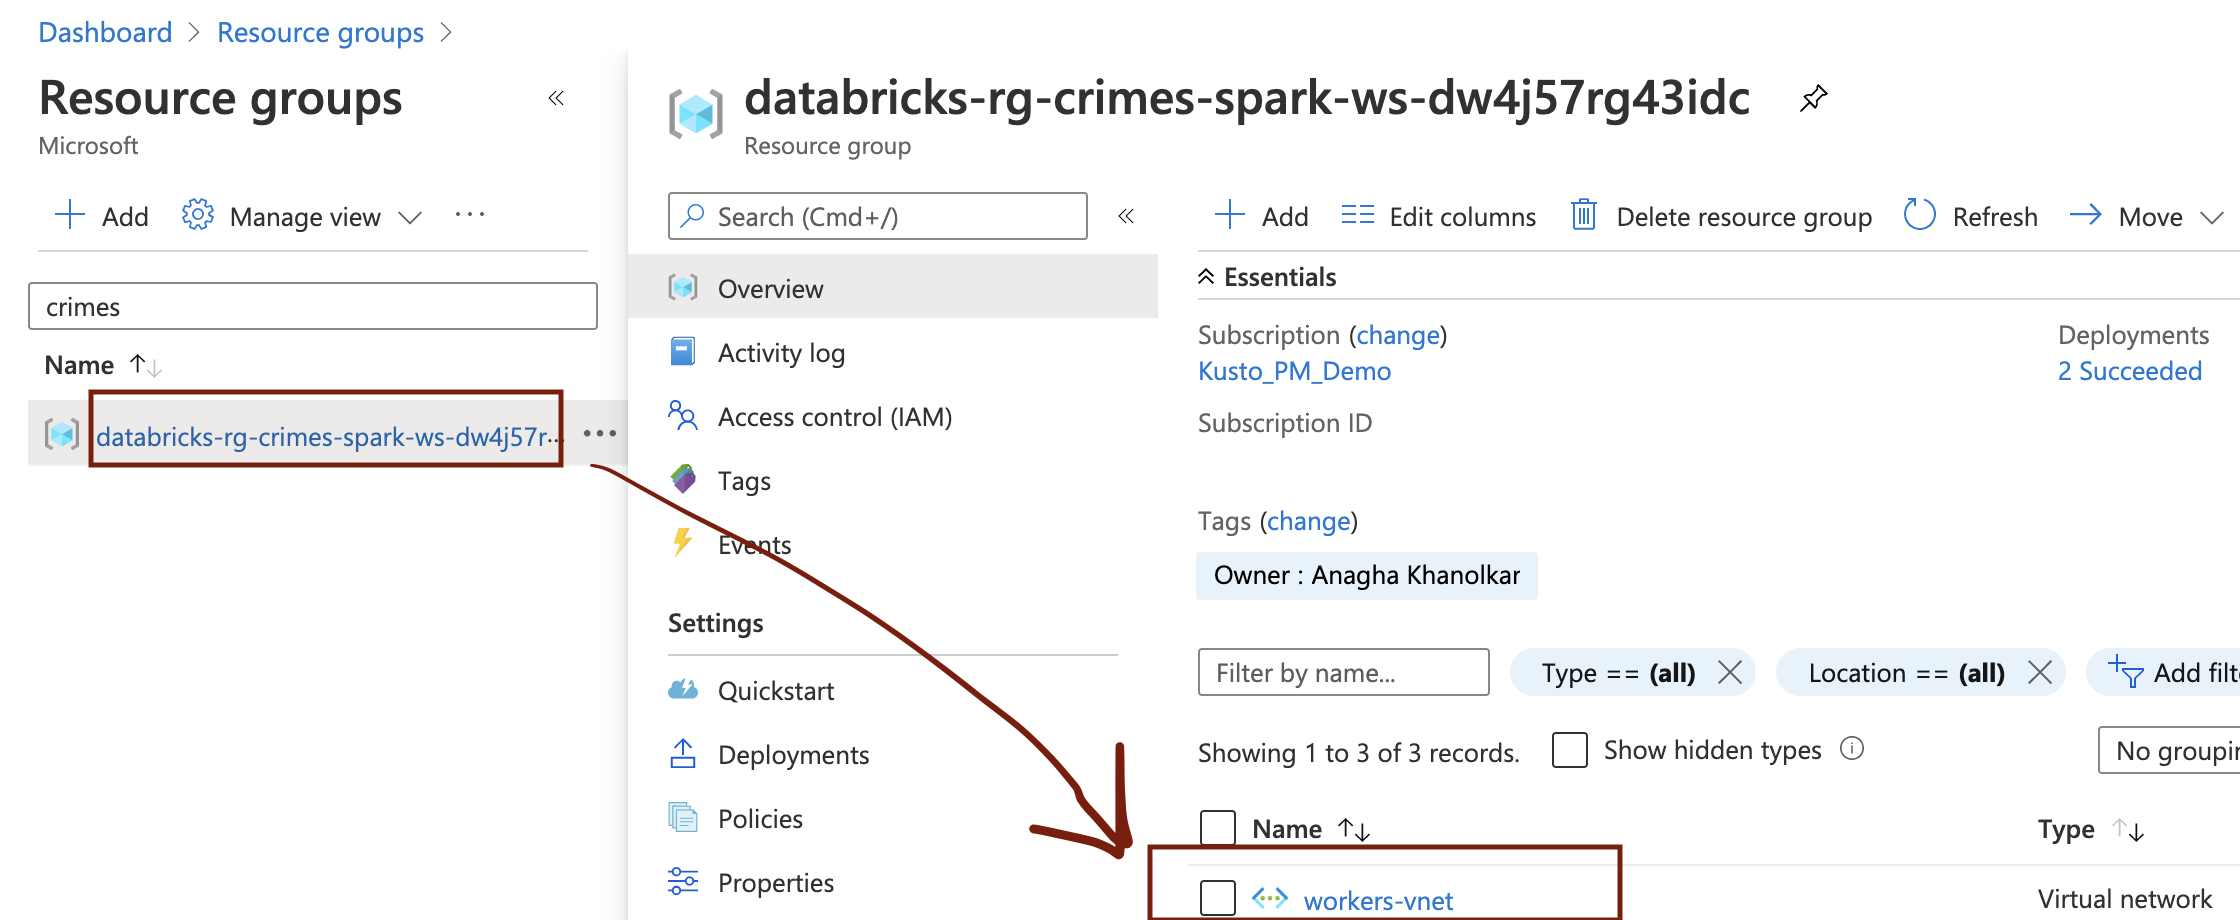 Dashboard > Resource groups >
Resource groups
Microsoft
Add Manage view ...
crimes
Name
databricks-rg-crimes-spark-ws-dw4j57r...
databricks-rg-crimes-spark-ws-dw4j57rg43idc
Resource group
Search (Cmd+/)
Overview
Activity log
Access control (IAM)
Tags
Events
Settings
Quickstart
Deployments
Policies
Properties
Add Edit columns Delete resource group Refresh Move
Essentials
Subscription (change)
Kusto_PM_Demo
Subscription ID
Deployments
2 Succeeded
Tags (change)
Owner : Anagha Khanolkar
Filter by name... Type == (all) Location == (all) Add filt
Showing 1 to 3 of 3 records. Show hidden types No groupin
Name Type
workers-vnet Virtual network